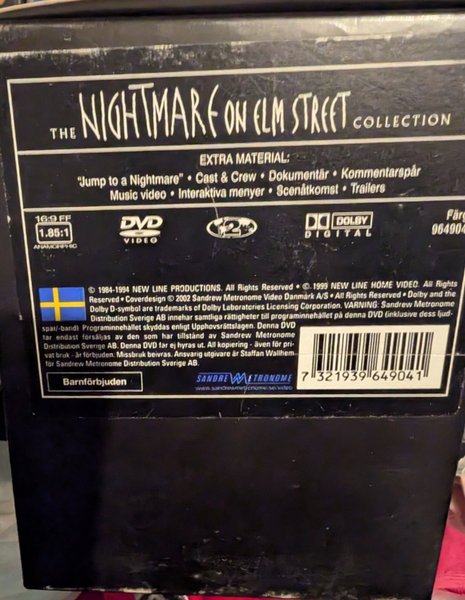 THE NIGHTMARE ON ELM STREET COLLECTION
EXTRA MATERIAL:
"Jump to a Nightmare" • Cast & Crew • Dokumentär • Kommentarspår
Music video • Interaktiva menyer • Scenåtkomst • Trailers
16:9 FF
1.85:1
ANAMORPHIC
DVD
VIDEO
2
DOLBY
DIGITAL
Fär
96490
© 1984-1994 NEW LINE PRODUCTIONS. All Rights Reserved • © 1999 NEW LINE HOME VIDEO. All Rights
Reserved • Coverdesign © 2002 Sandrew Metronome Video Danmark A/S • All Rights Reserved • Dolby and the
Dolby D-symbol are trademarks of Dolby Laboratories Licensing Corporation. VARNING: Sandrew Metronome
Distribution Sverige AB innehar samtliga rättigheter till programinnehållet på denna DVD (inklusive dess ljud-
spår/-band) Programinnehållet skyddas enligt Upphovsrättslagen. Denna DVD
får endast försäljas av den som har tillstånd av Sandrew Metronome
Distribution Sverige AB. Denna DVD får ej hyras ut. All kopiering - även för pri-
vat bruk - är förbjuden. Missbruk beivras. Ansvarig utgivare är Staffan Wallhem
för Sandrew Metronome Distribution Sverige AB.
Barnförbjuden
SANDREW METRONOME
www.sandrewmetronome.se/video
7 321939 649041